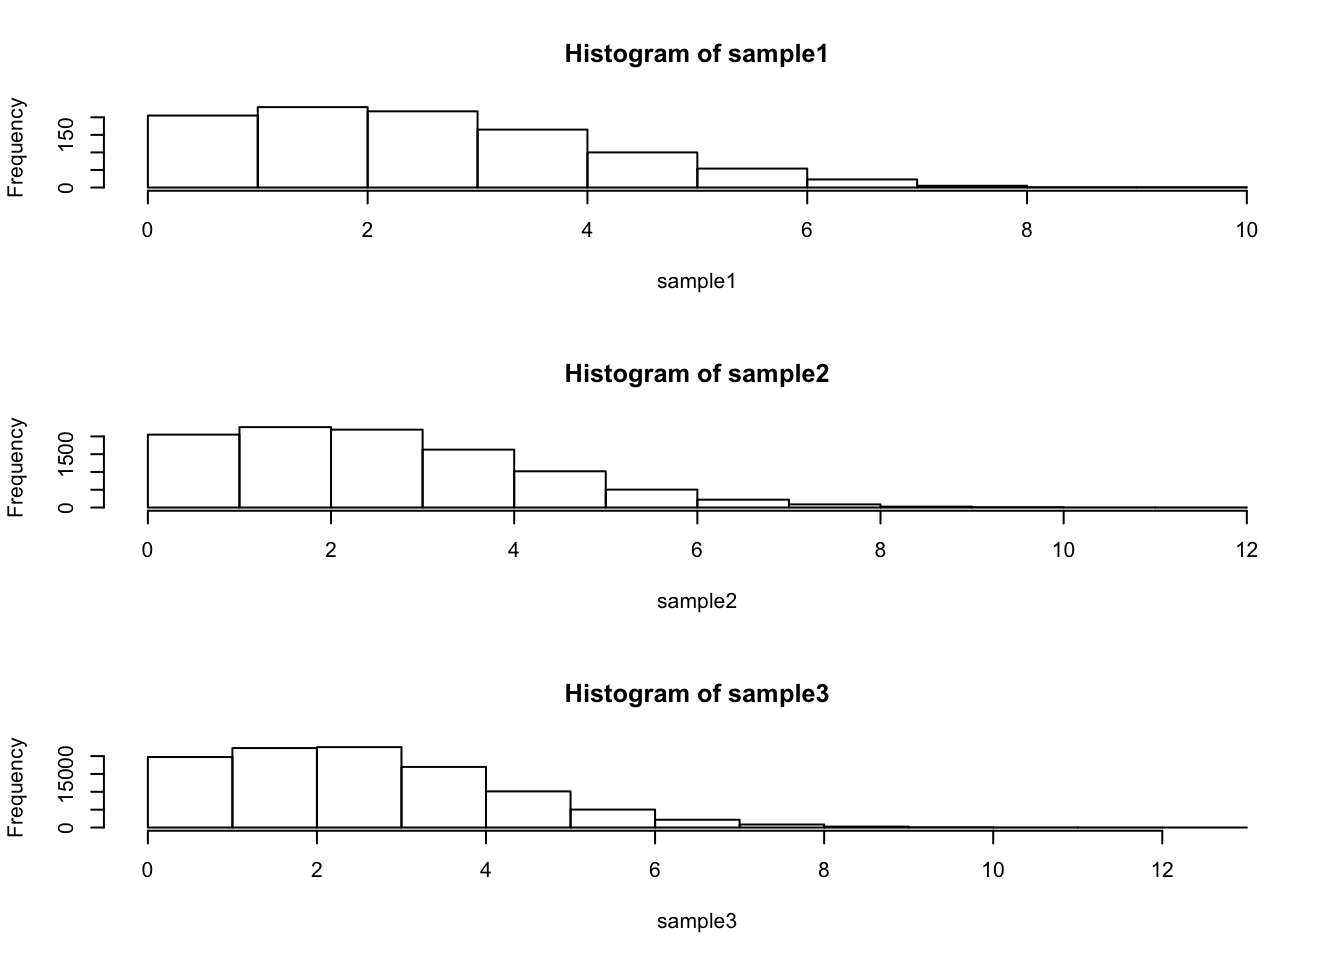 Histogram of sample1
Frequency
150
0
0 2 4 6 8 10
sample1
Histogram of sample2
Frequency
1500
0
0 2 4 6 8 10 12
sample2
Histogram of sample3
Frequency
15000
0
0 2 4 6 8 10 12
sample3